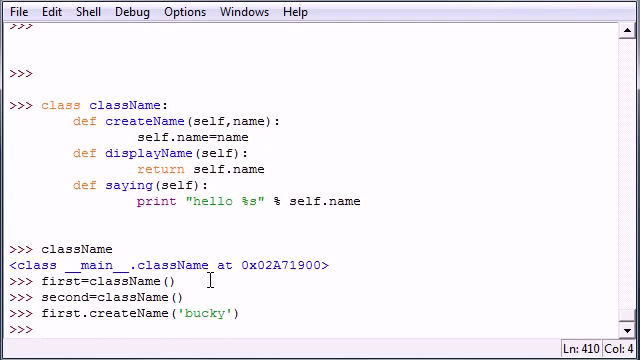 File Edit Shell Debug Options Windows Help
>>>
>>>
>>> class className:
def createName(self,name):
self.name=name
def displayName(self):
return self.name
def saying(self):
print "hello %s" % self.name
>>> className
<class __main__.className at 0x02A71900>
>>> first=className()
>>> second=className()
>>> first.createName('bucky')
>>>
Ln: 410 Col: 4